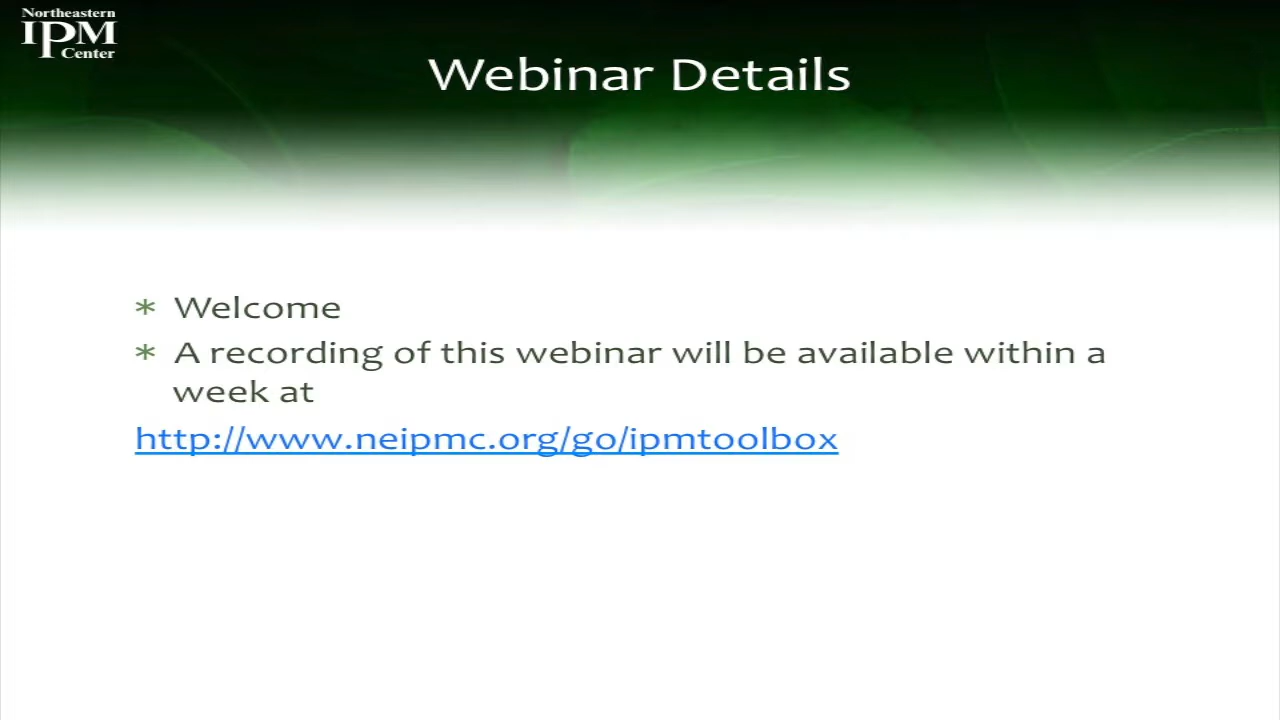 Northeastern
IPM
Center
Webinar Details
* Welcome
* A recording of this webinar will be available within a
week at
http://www.neipmc.org/go/ipmtoolbox